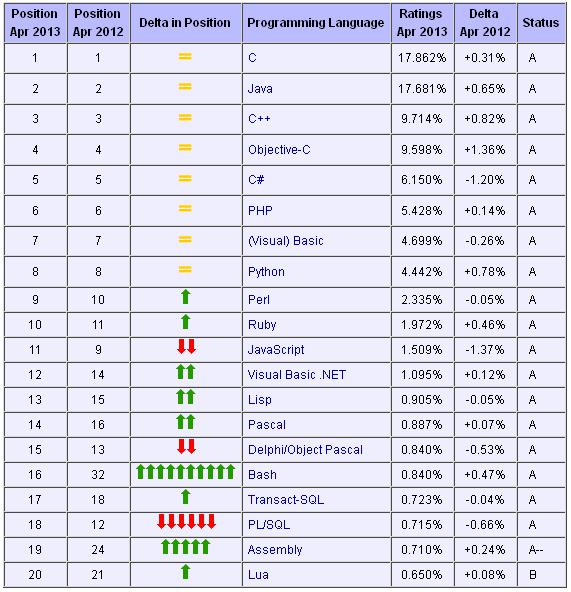 Position Apr 2013 Position Apr 2012 Delta in Position Programming Language Ratings Apr 2013 Delta Apr 2012 Status
1 1 = C 17.862% +0.31% A
2 2 = Java 17.681% +0.65% A
3 3 = C++ 9.714% +0.82% A
4 4 = Objective-C 9.598% +1.36% A
5 5 = C# 6.150% -1.20% A
6 6 = PHP 5.428% +0.14% A
7 7 = (Visual) Basic 4.699% -0.26% A
8 8 = Python 4.442% +0.78% A
9 10 Perl 2.335% -0.05% A
10 11 Ruby 1.972% +0.46% A
11 9 JavaScript 1.509% -1.37% A
12 14 Visual Basic .NET 1.095% +0.12% A
13 15 Lisp 0.905% -0.05% A
14 16 Pascal 0.887% +0.07% A
15 13 Delphi/Object Pascal 0.840% -0.53% A
16 32 Bash 0.840% +0.47% A
17 18 Transact-SQL 0.723% -0.04% A
18 12 PL/SQL 0.715% -0.66% A
19 24 Assembly 0.710% +0.24% A--
20 21 Lua 0.650% +0.08% B